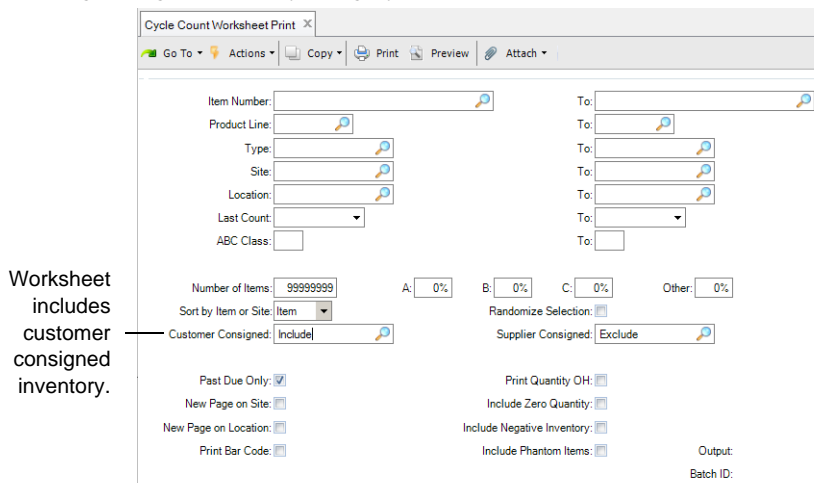 Cycle Count Worksheet Print X
Go To Actions Copy Print Preview Attach
Item Number: To:
Product Line: To:
Type: To:
Site: To:
Location: To:
Last Count: To:
ABC Class: To:
Number of Items: 99999999 A: 0% B: 0% C: 0% Other: 0%
Sort by Item or Site: Item Randomize Selection:
Customer Consigned: Include Supplier Consigned: Exclude
Worksheet
includes
customer
consigned
inventory.
Past Due Only: Print Quantity OH:
New Page on Site: Include Zero Quantity:
New Page on Location: Include Negative Inventory:
Print Bar Code: Include Phantom Items: Output:
Batch ID: